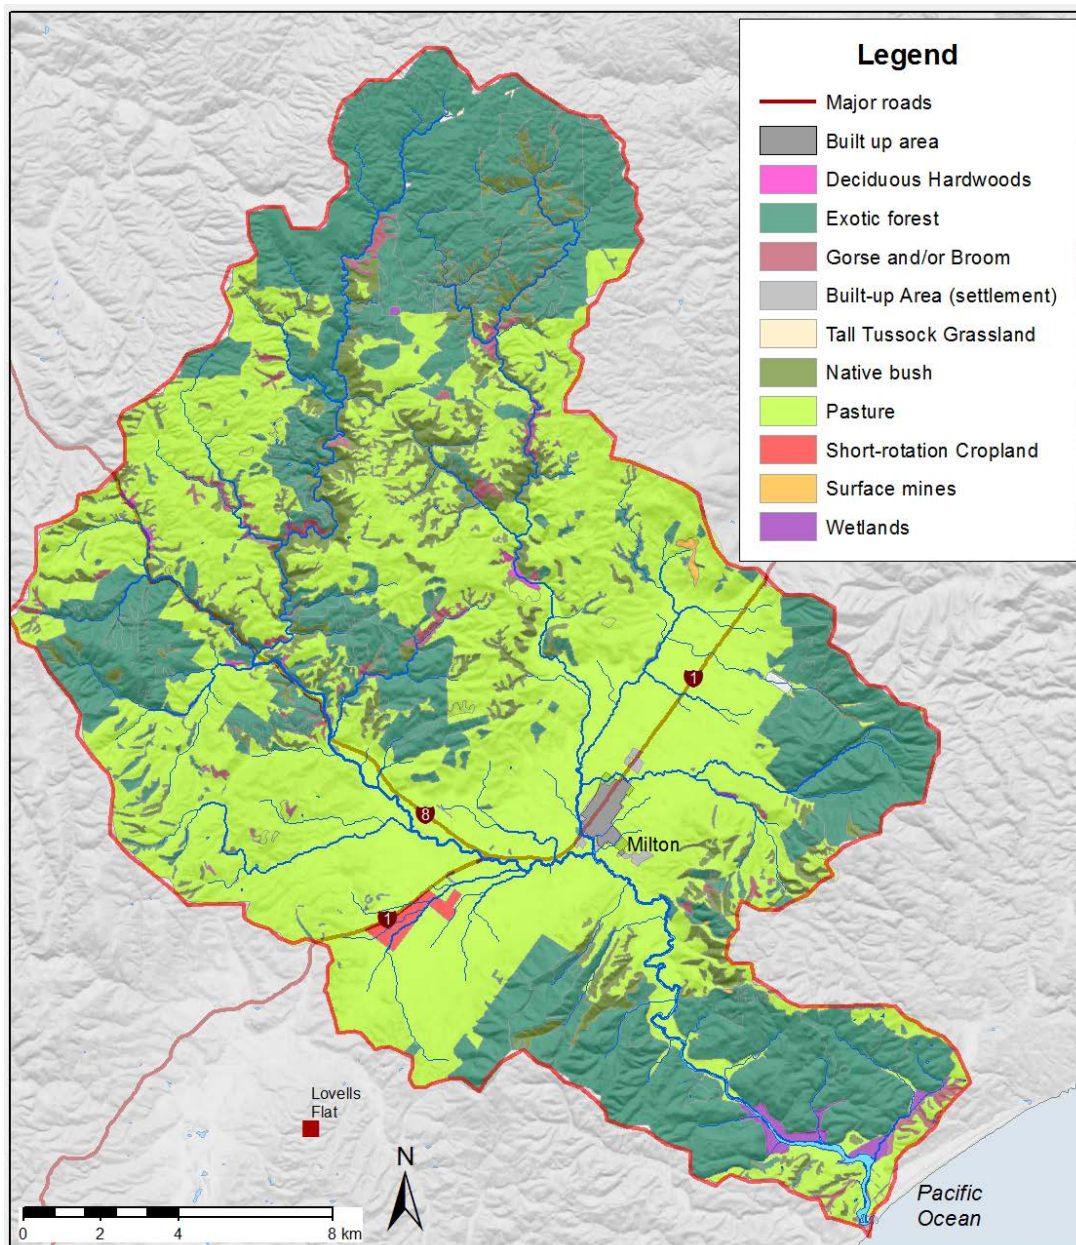 Legend
Major roads
Built up area
Deciduous Hardwoods
Exotic forest
Gorse and/or Broom
Built-up Area (settlement)
Tall Tussock Grassland
Native bush
Pasture
Short-rotation Cropland
Surface mines
Wetlands
1
8
Milton
1
Lovells
Flat
N
Pacific
Ocean
0 2 4 8 km